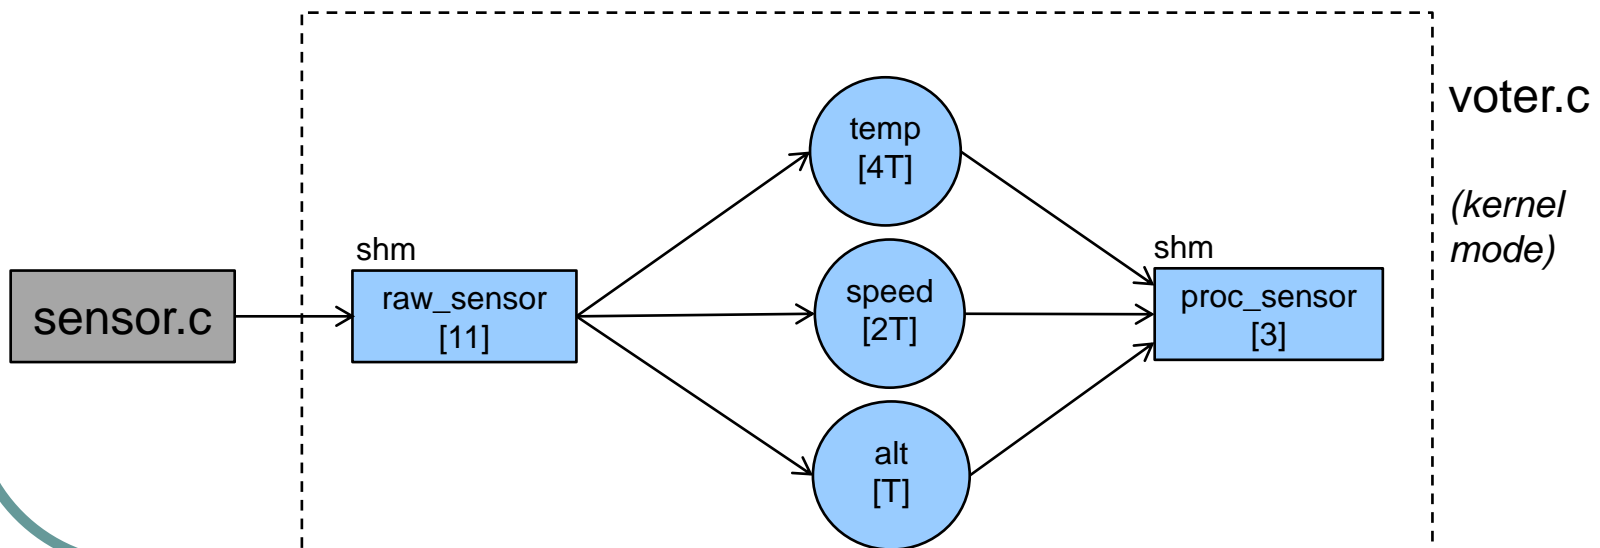 sensor.c
shm
raw_sensor
[11]
temp
[4T]
speed
[2T]
alt
[T]
shm
proc_sensor
[3]
voter.c
(kernel
mode)